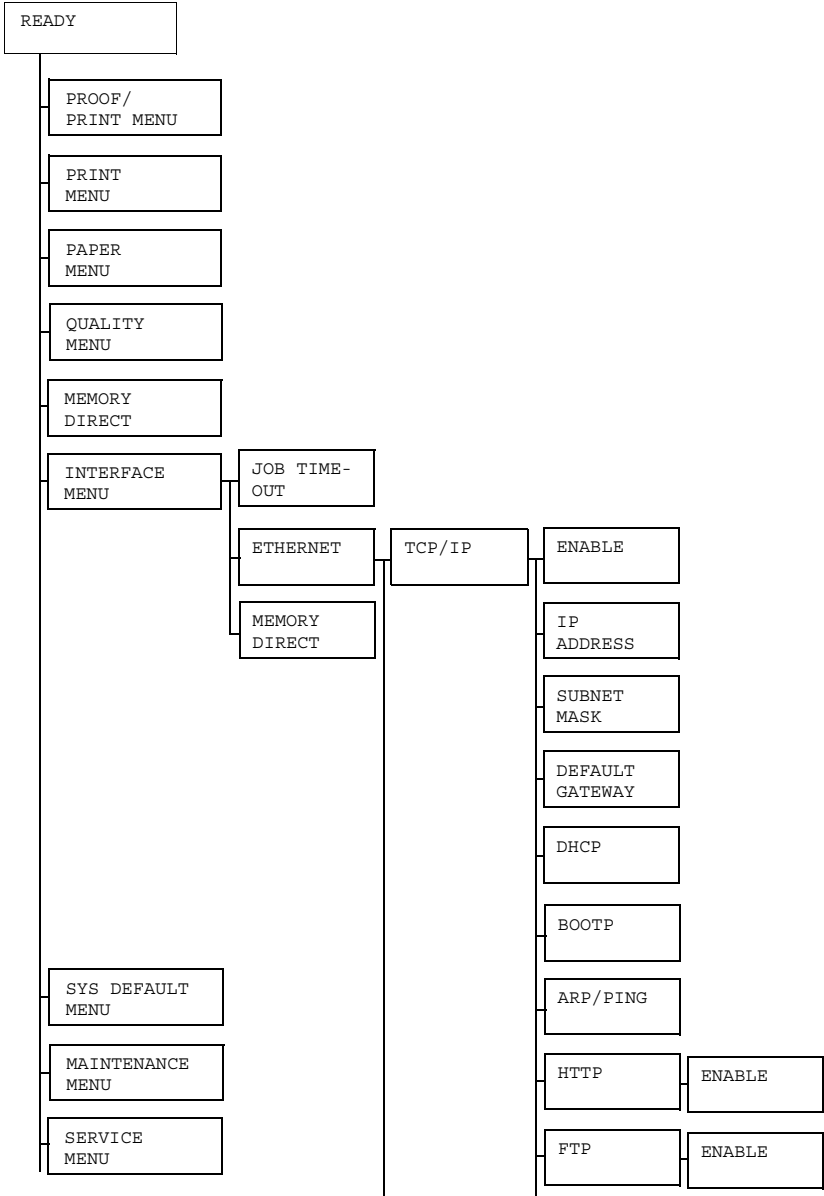 READY
PROOF/
PRINT MENU
PRINT
MENU
PAPER
MENU
QUALITY
MENU
MEMORY
DIRECT
INTERFACE
MENU
JOB TIME-
OUT
ETHERNET
TCP/IP
ENABLE
MEMORY
DIRECT
IP
ADDRESS
SUBNET
MASK
DEFAULT
GATEWAY
DHCP
BOOTP
ARP/PING
HTTP
ENABLE
FTP
ENABLE
SYS DEFAULT
MENU
MAINTENANCE
MENU
SERVICE
MENU